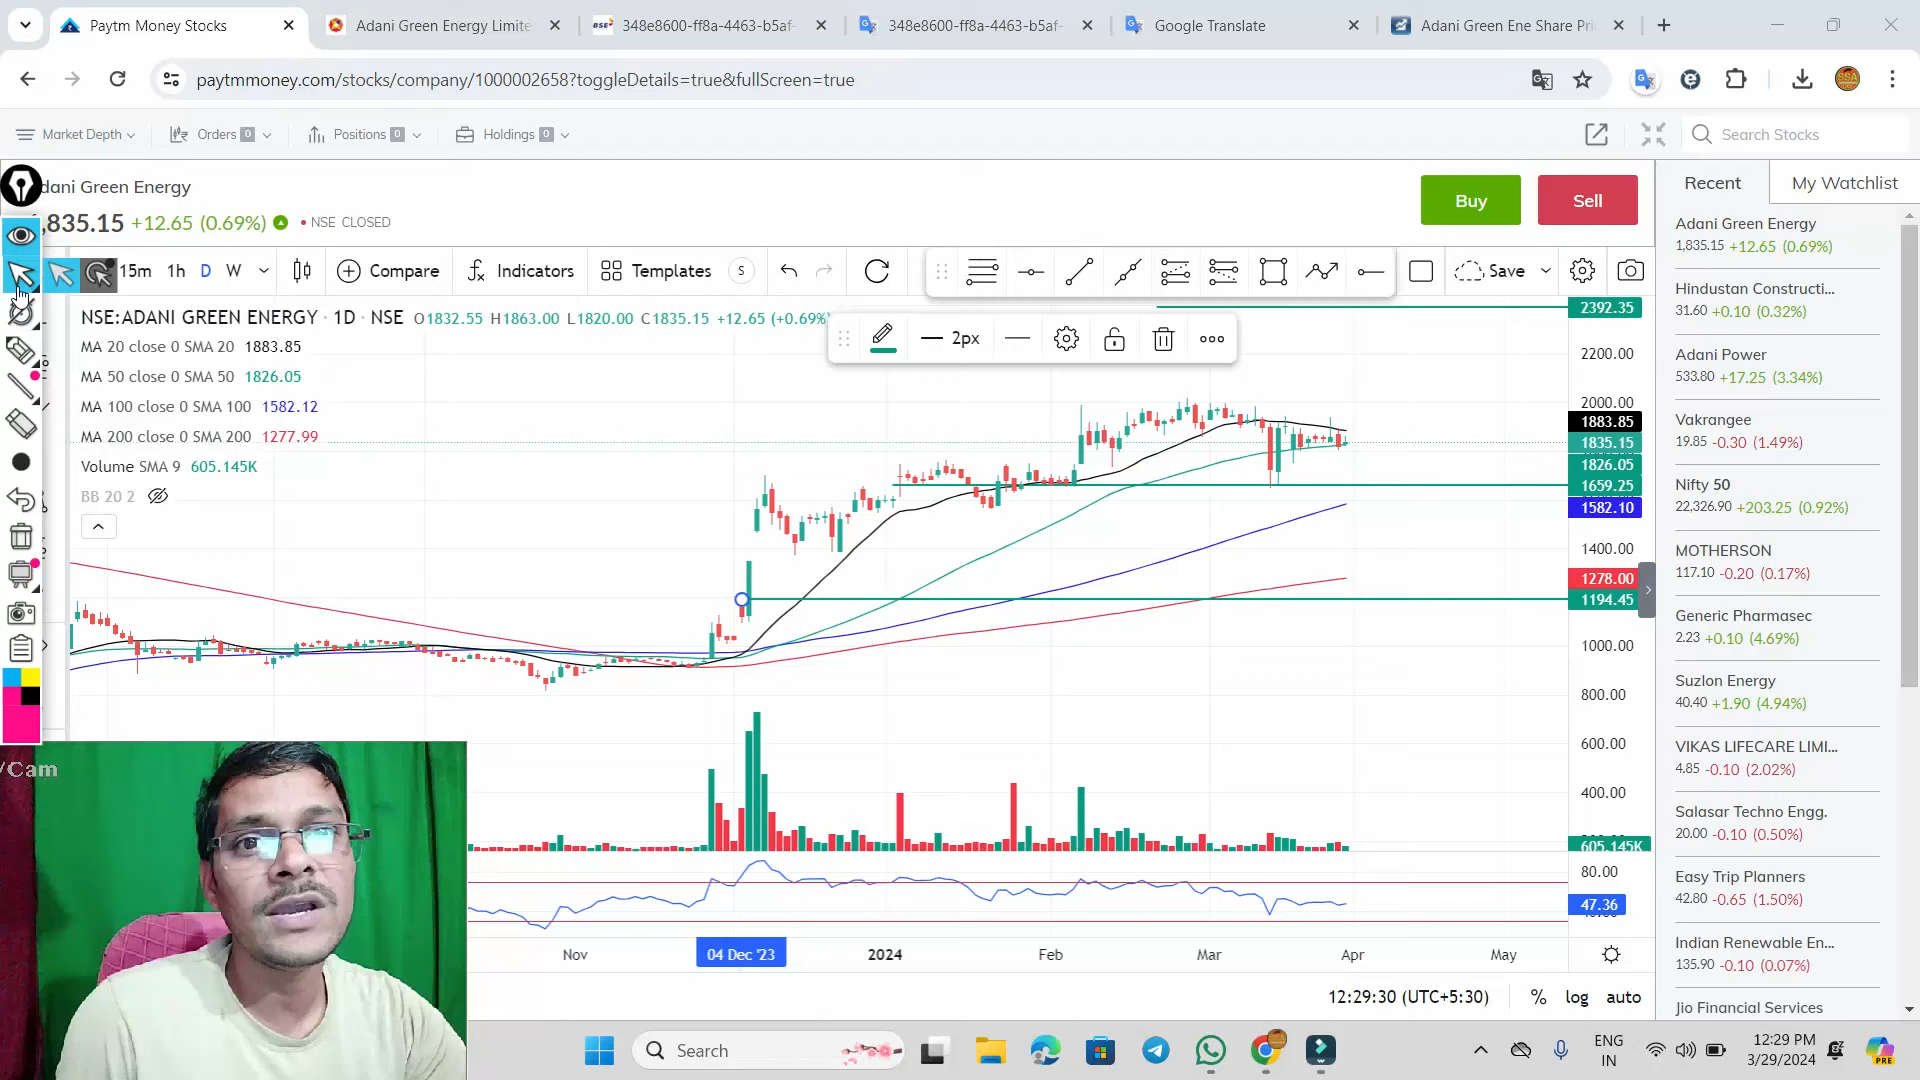 Paytm Money Stocks
Adani Green Energy Limite
348e8600-ff8a-4463-b5af-
348e8600-ff8a-4463-b5af-
Google Translate
Adani Green Ene Share Pri
paytmmoney.com/stocks/company/1000002658?toggleDetails=true&fullScreen=true
Market Depth
Orders 0
Positions 0
Holdings 0
Search Stocks
dani Green Energy
,835.15 +12.65 (0.69%)
NSE CLOSED
Buy
Sell
Recent
My Watchlist
15m
1h
D
W
Compare
Indicators
Templates
S
Save
NSE:ADANI GREEN ENERGY · 1D · NSE O1832.55 H1863.00 L1820.00 C1835.15 +12.65 (+0.69%)
MA 20 close 0 SMA 20 1883.85
MA 50 close 0 SMA 50 1826.05
MA 100 close 0 SMA 100 1582.12
MA 200 close 0 SMA 200 1277.99
Volume SMA 9 605.145K
BB 20 2
2px
2392.35
2200.00
2000.00
1883.85
1835.15
1826.05
1659.25
1582.10
1400.00
1278.00
1194.45
1000.00
800.00
600.00
400.00
605.145K
80.00
47.36
Nov
04 Dec '23
2024
Feb
Mar
Apr
May
12:29:30 (UTC+5:30)
%
log
auto
Adani Green Energy
1,835.15 +12.65 (0.69%)
Hindustan Constructi...
31.60 +0.10 (0.32%)
Adani Power
533.80 +17.25 (3.34%)
Vakrangee
19.85 -0.30 (1.49%)
Nifty 50
22,326.90 +203.25 (0.92%)
MOTHERSON
117.10 -0.20 (0.17%)
Generic Pharmasec
2.23 +0.10 (4.69%)
Suzlon Energy
40.40 +1.90 (4.94%)
VIKAS LIFECARE LIMI...
4.85 -0.10 (2.02%)
Salasar Techno Engg.
20.00 -0.10 (0.50%)
Easy Trip Planners
42.80 -0.65 (1.50%)
Indian Renewable En...
135.90 -0.10 (0.07%)
Jio Financial Services
/Cam
Search
ENG
IN
12:29 PM
3/29/2024
PRE